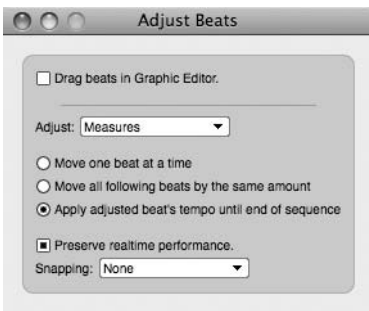 Adjust Beats
Drag beats in Graphic Editor.
Adjust: Measures
Move one beat at a time
Move all following beats by the same amount
Apply adjusted beat's tempo until end of sequence
Preserve realtime performance.
Snapping: None